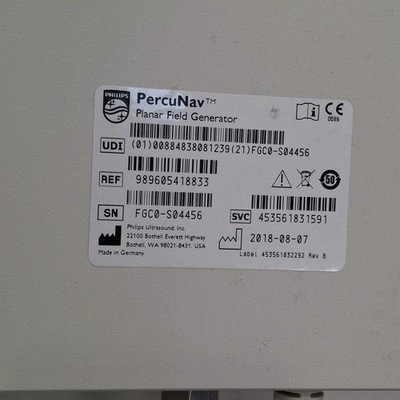 PHILIPS
PercuNav™
Planar Field Generator
CE
0086
UDI (01)00884838081239(21)FGC0-S04456
REF 989605418833
50
SN FGC0-S04456
SVC 453561831591
Philips Ultrasound, Inc.
22100 Bothell Everett Highway
Bothell, WA 98021-8431, USA
Made in Germany
2018-08-07
Label 453561832292 Rev B